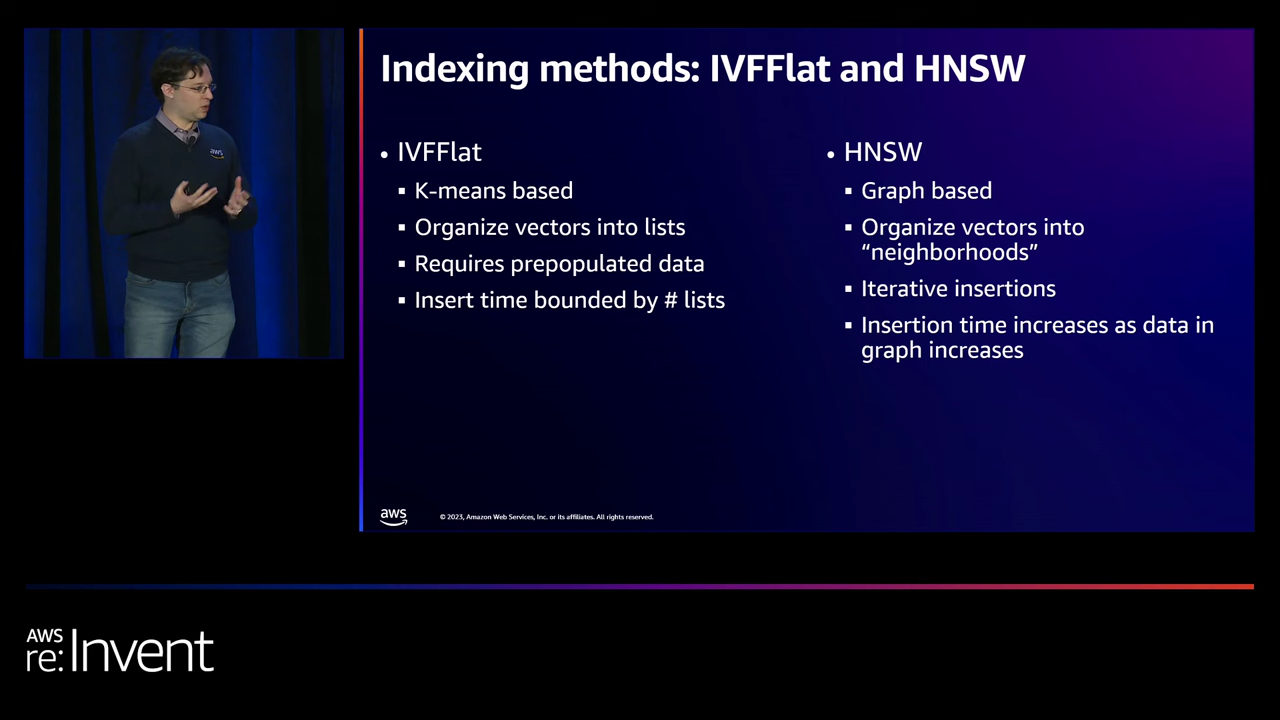 Indexing methods: IVFFlat and HNSW
• IVFFlat
▪ K-means based
▪ Organize vectors into lists
▪ Requires prepopulated data
▪ Insert time bounded by # lists
• HNSW
▪ Graph based
▪ Organize vectors into
“neighborhoods”
▪ Iterative insertions
▪ Insertion time increases as data in
graph increases
aws
aws
© 2023, Amazon Web Services, Inc. or its affiliates. All rights reserved.
AWS
re:Invent